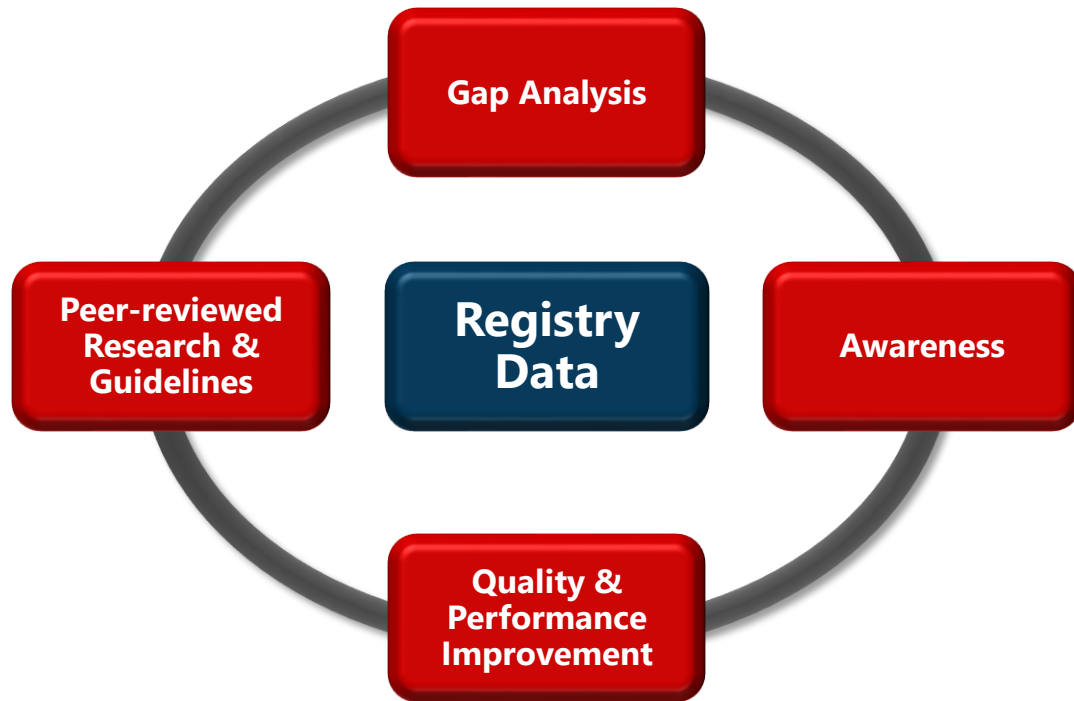 Gap Analysis
Peer-reviewed
Research &
Guidelines
Registry
Data
Awareness
Quality &
Performance
Improvement